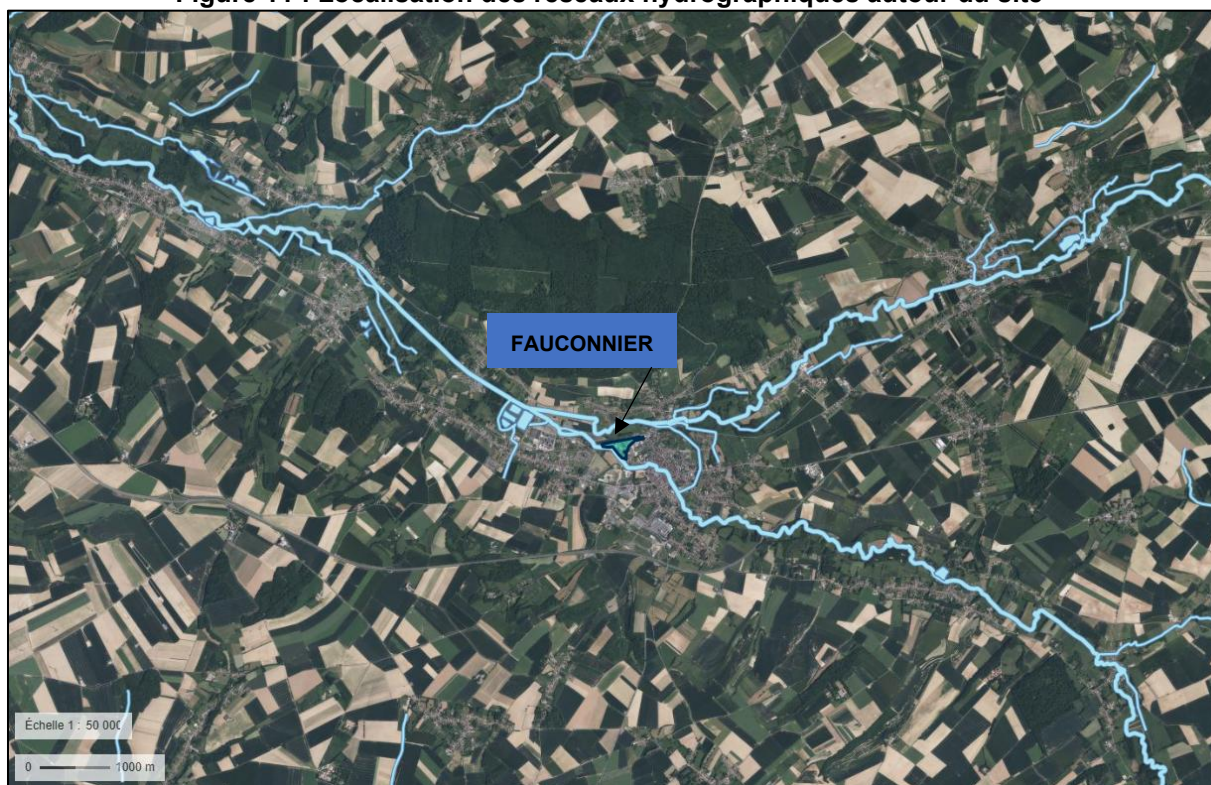 Figure 11 : Localisation des réseaux hydrographiques autour du site
FAUCONNIER
Échelle 1 : 50 000
0 1000 m